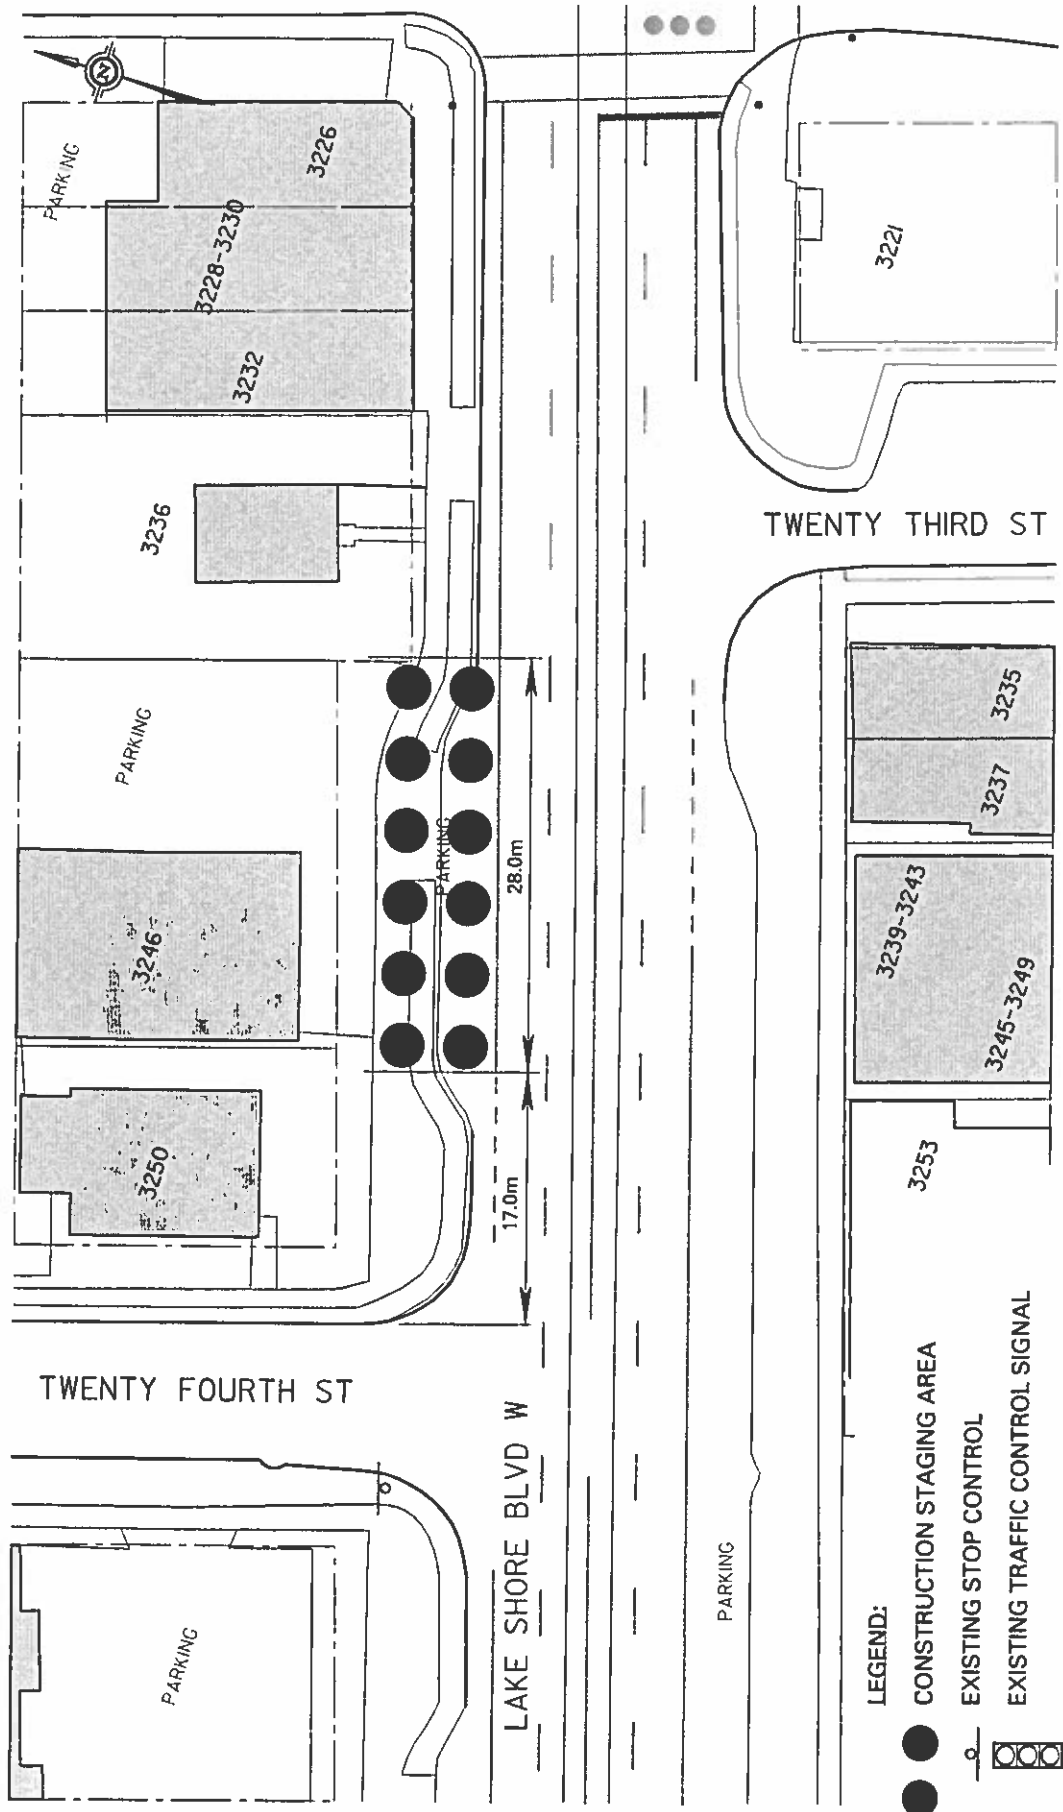 N
PARKING
3226
3228-3230
3232
3221
3236
TWENTY THIRD ST
PARKING
3235
3237
PARKING
28.0m
3246
3239-3243
3245-3249
3250
17.0m
3253
TWENTY FOURTH ST
LAKE SHORE BLVD W
PARKING
PARKING
LEGEND:
CONSTRUCTION STAGING AREA
EXISTING STOP CONTROL
EXISTING TRAFFIC CONTROL SIGNAL